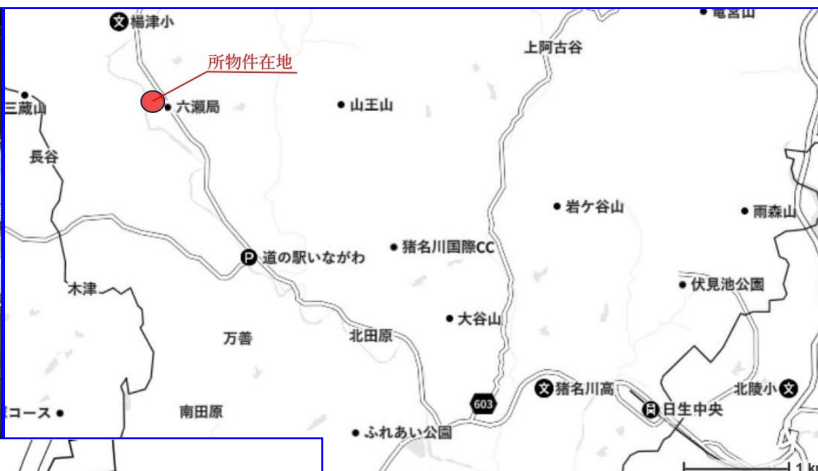 楊津小
竜宮山
上阿古谷
所物件在地
三蔵山
六瀬局
山王山
長谷
岩ケ谷山
雨森山
猪名川国際CC
P 道の駅いながわ
木津
伏見池公園
大谷山
万善
北田原
猪名川高
北陵小
603
日生中央
コース
南田原
ふれあい公園